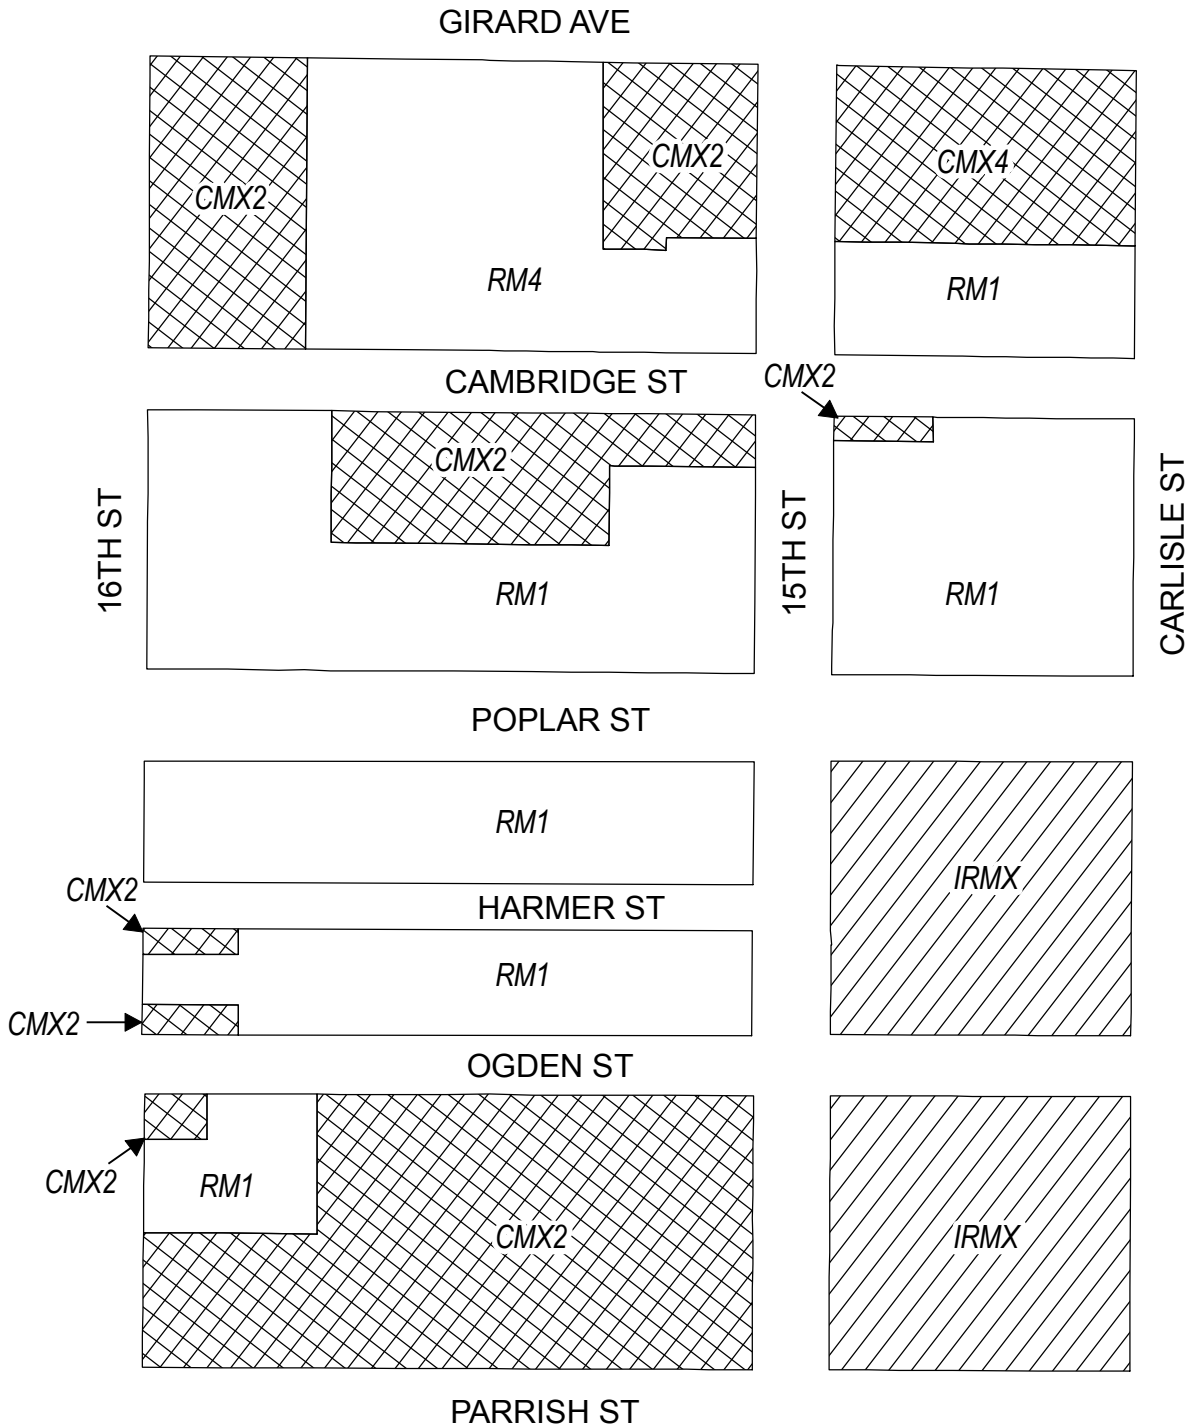 GIRARD AVE
CMX2
CMX2
CMX4
RM4
RM1
CAMBRIDGE ST
CMX2
CMX2
16TH ST
15TH ST
CARLISLE ST
RM1
RM1
POPLAR ST
RM1
IRMX
CMX2
HARMER ST
RM1
CMX2
OGDEN ST
CMX2
RM1
CMX2
IRMX
PARRISH ST